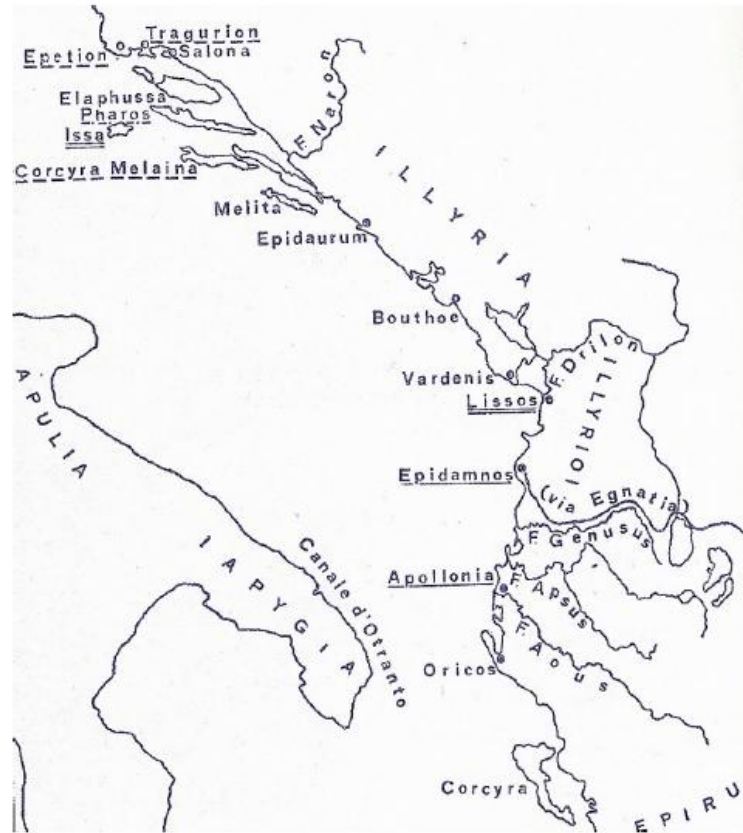 Tragurion
Epetion
Salona
Elaphussa
Pharos
Issa
Corcyra Melaina
F. Naron
ILLYRIA
Melita
Epidaurum
Bouthoe
Vardenis
F. Drilon
Lissos
ILLYRIOI
APULIA
Epidamnos
(via Egnatia)
F. Genusus
IAPYGIA
Canale d'Otranto
Apollonia
F. Apsus
F. Aous
Oricos
Corcyra
EPIRU